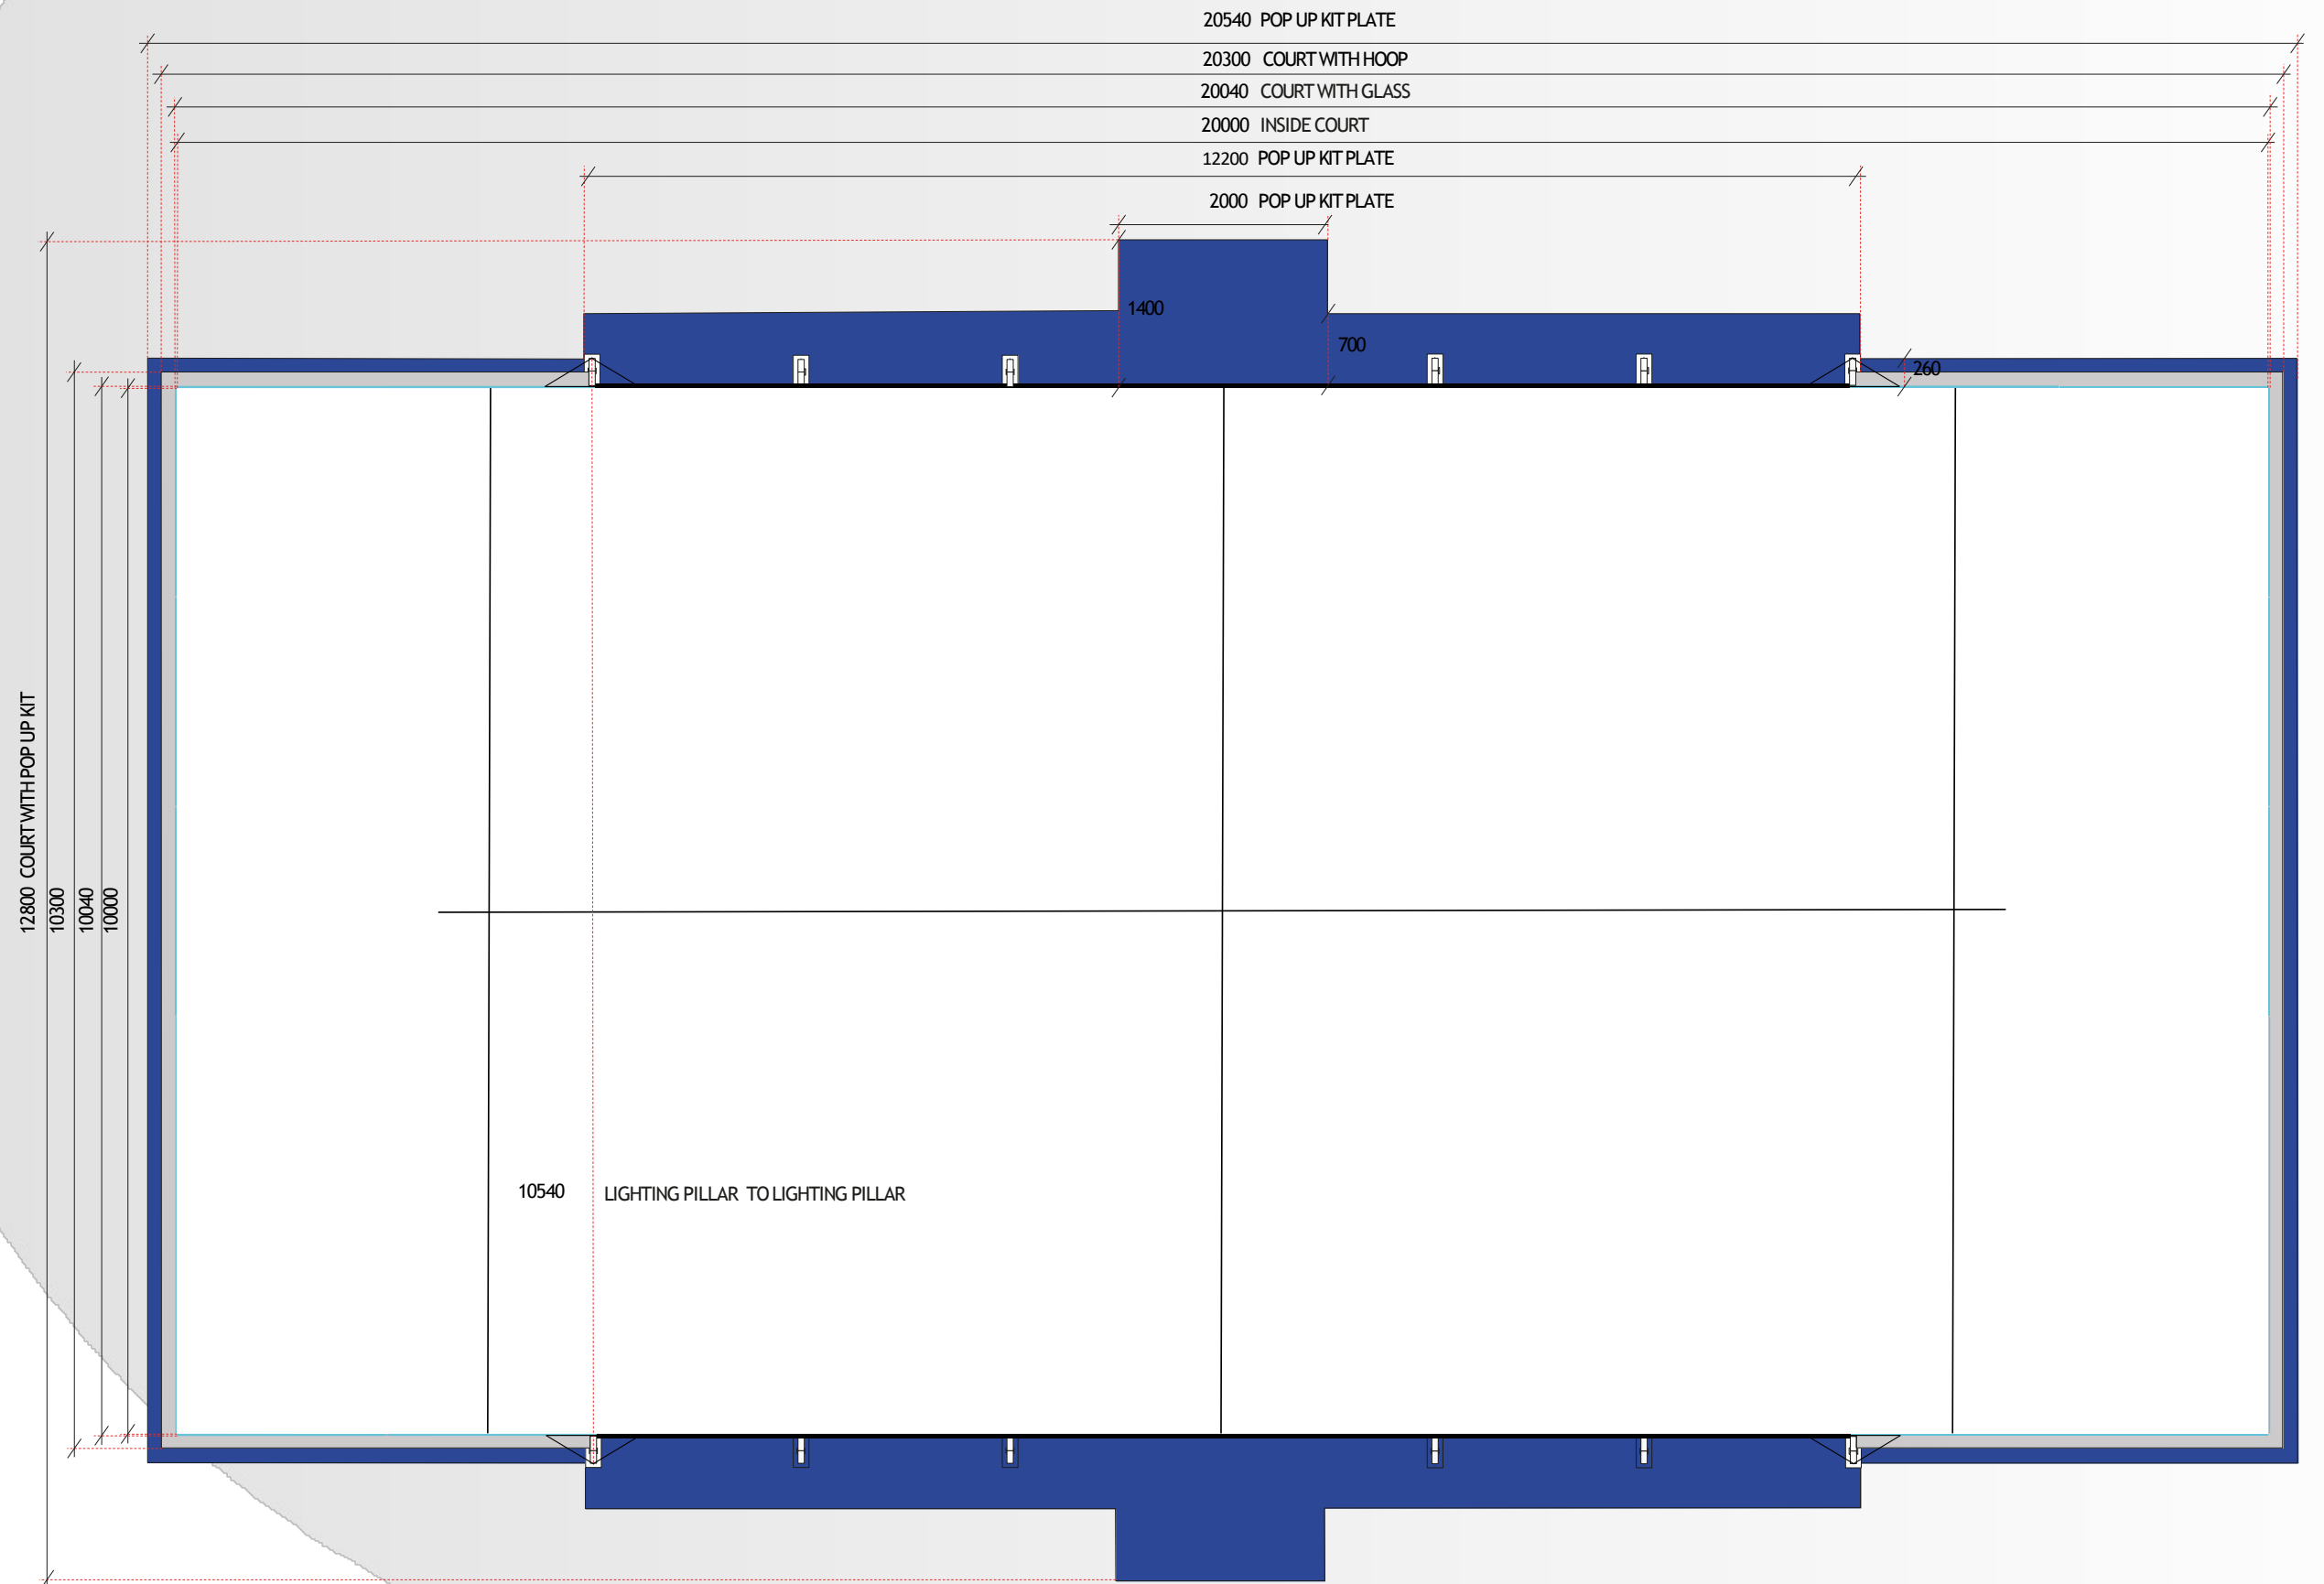 20540 POP UP KIT PLATE
20300 COURT WITH HOOP
20040 COURT WITH GLASS
20000 INSIDE COURT
12200 POP UP KIT PLATE
2000 POP UP KIT PLATE
1400
700
260
12800 COURT WITH POP UP KIT
10300
10040
10000
10540 LIGHTING PILLAR TO LIGHTING PILLAR